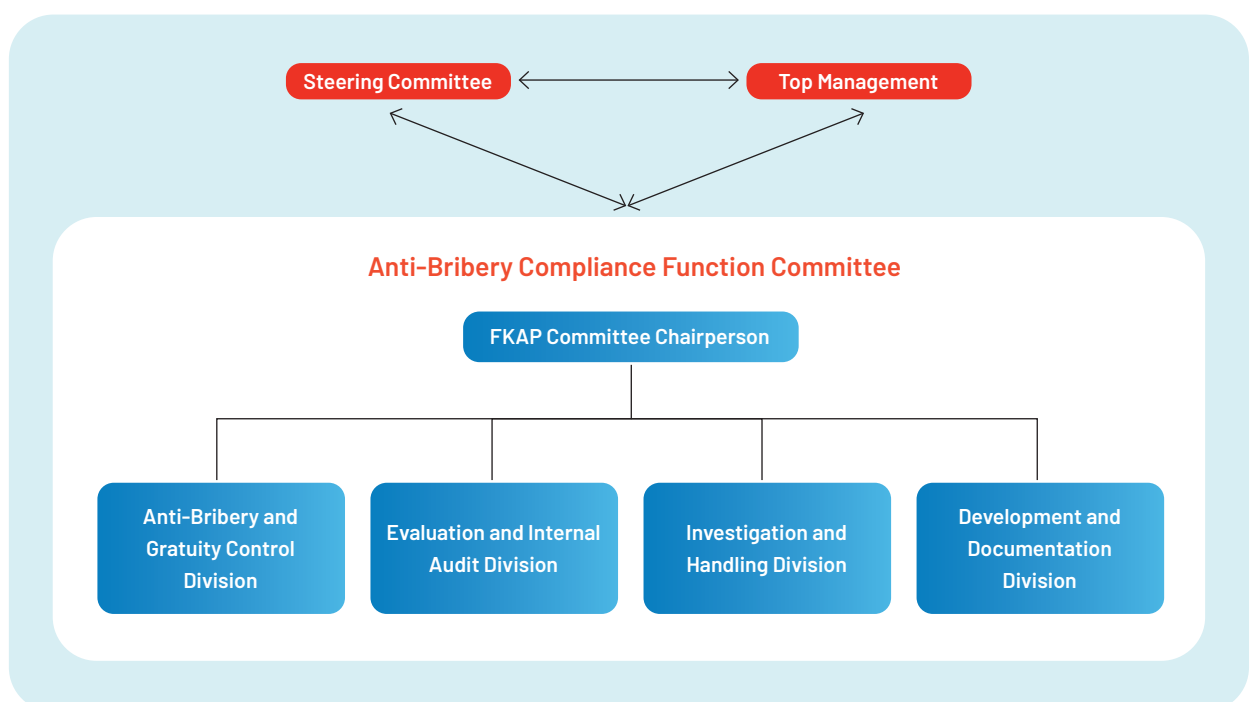 Steering Committee
Top Management
Anti-Bribery Compliance Function Committee
FKAP Committee Chairperson
Anti-Bribery and
Gratuity Control
Division
Evaluation and Internal
Audit Division
Investigation and
Handling Division
Development and
Documentation
Division